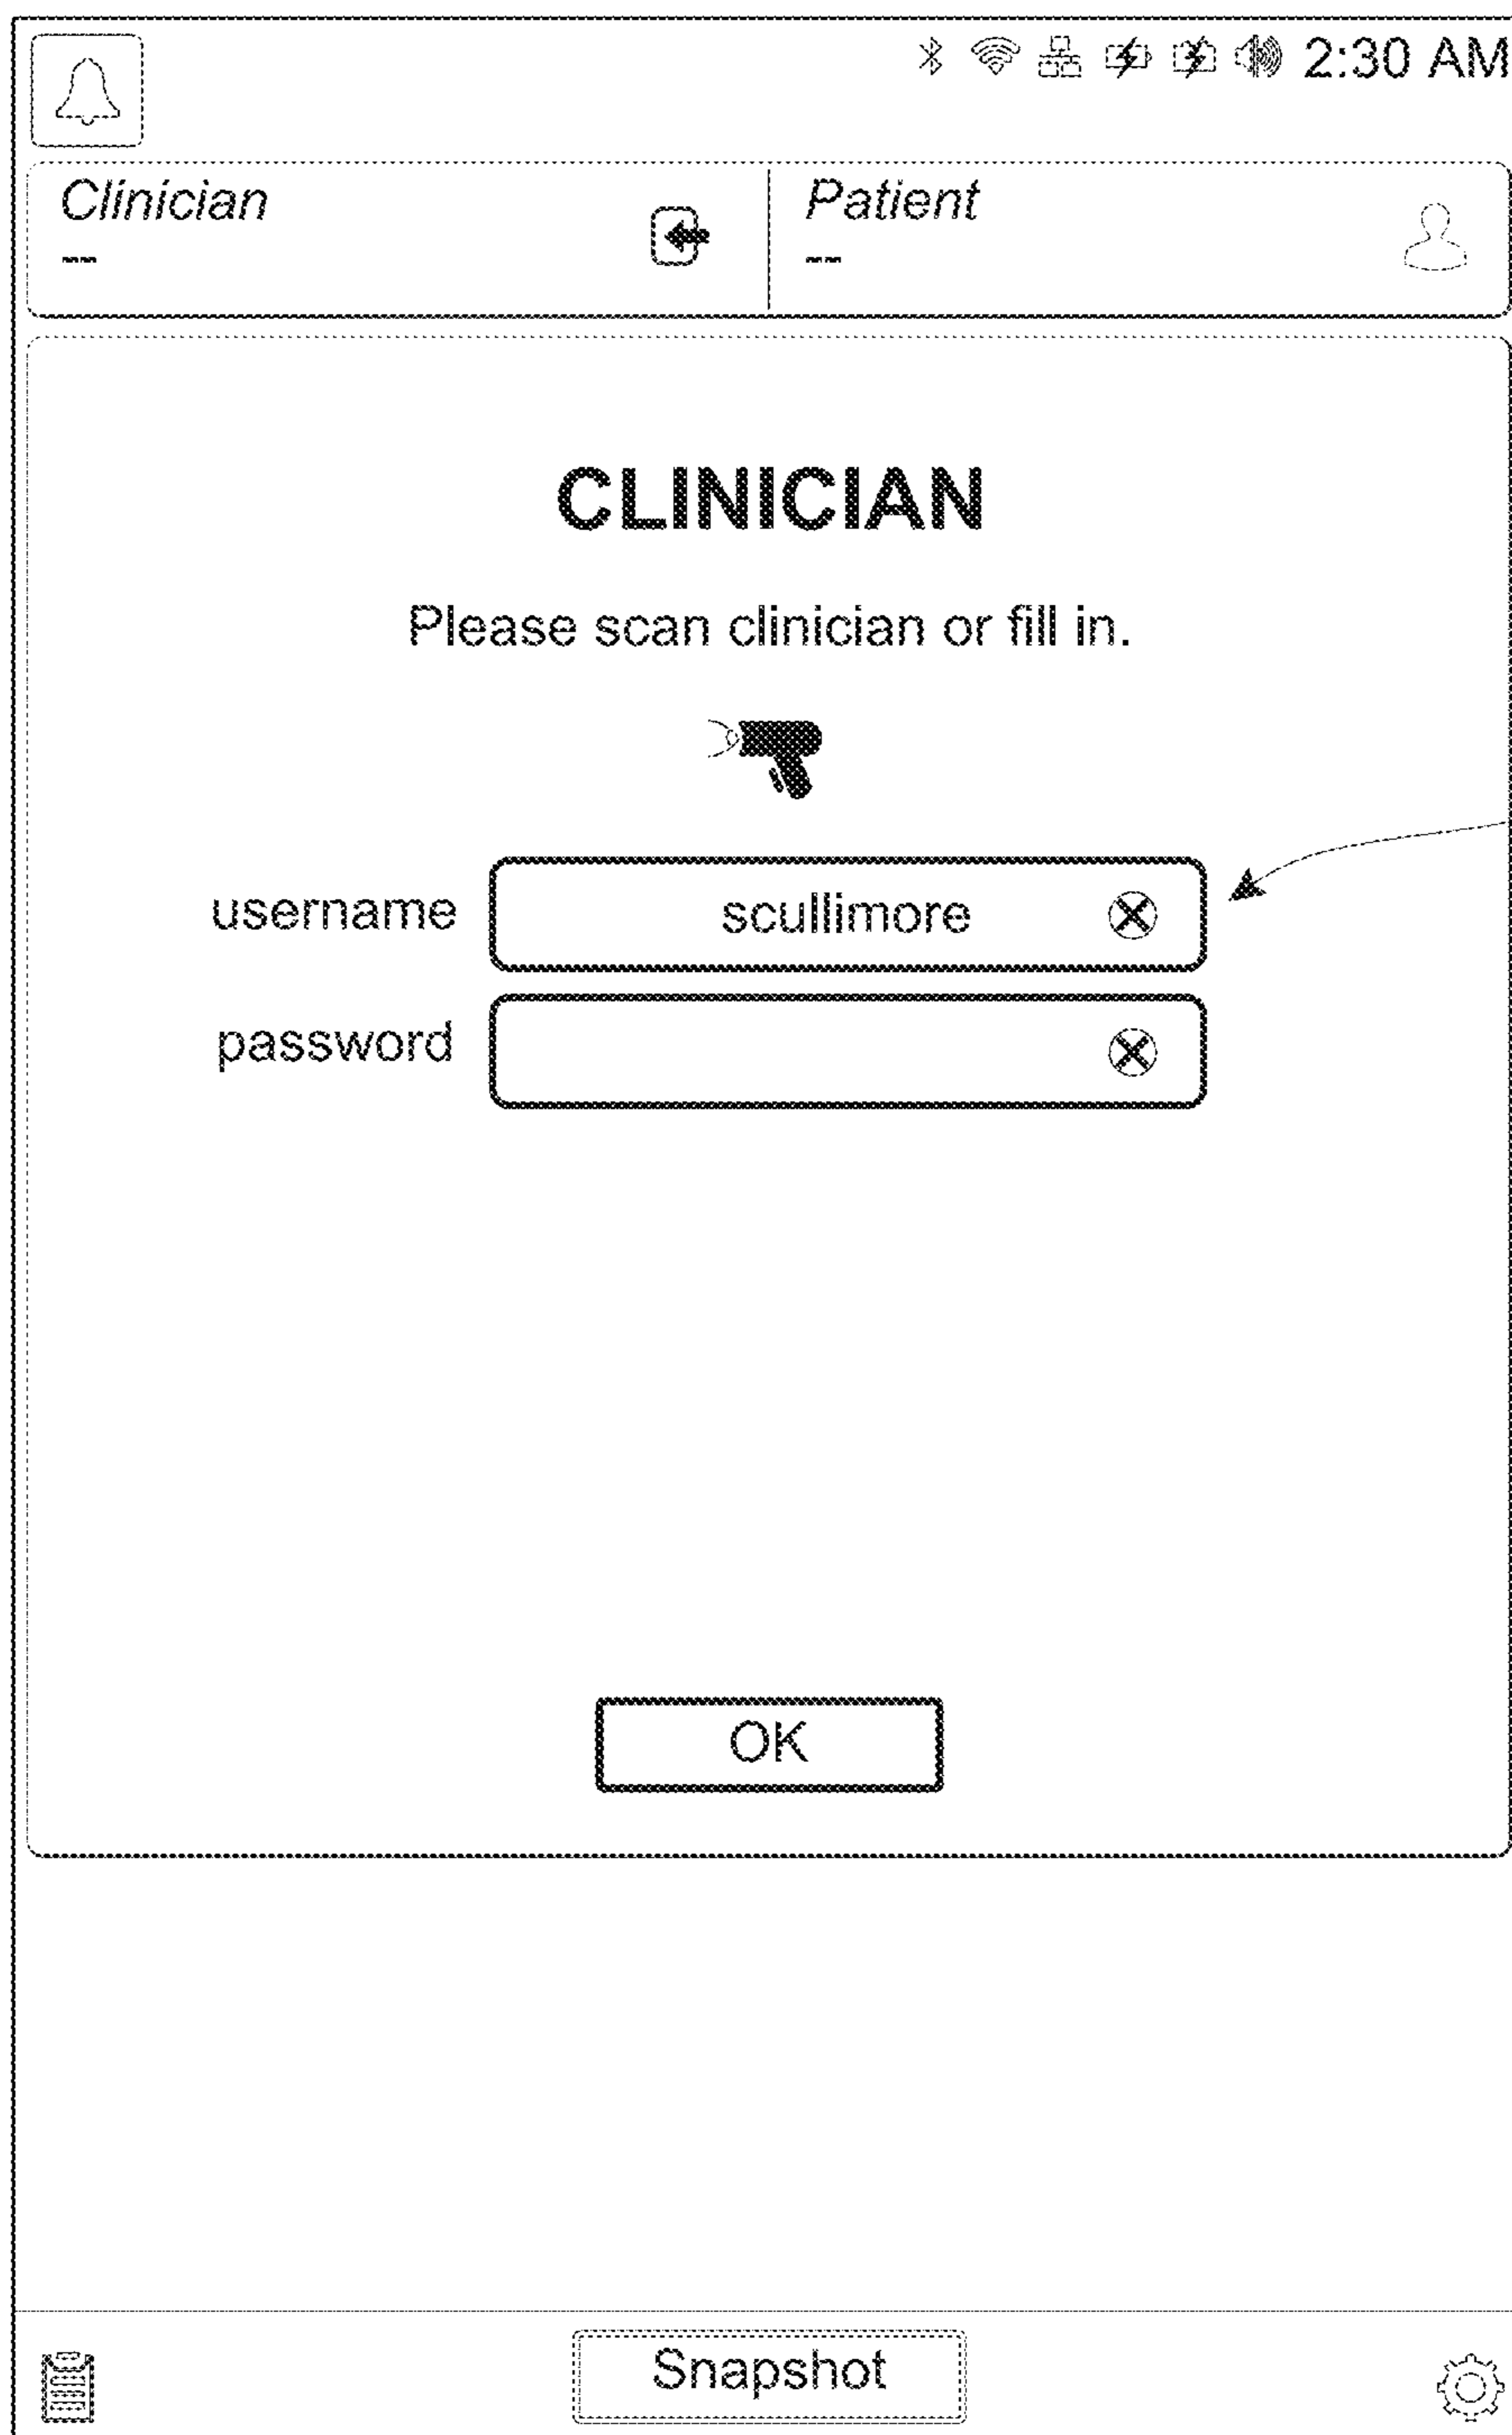 2:30 AM
Clinician
--
Patient
--
CLINICIAN
Please scan clinician or fill in.
username scullimore
password
OK
Snapshot